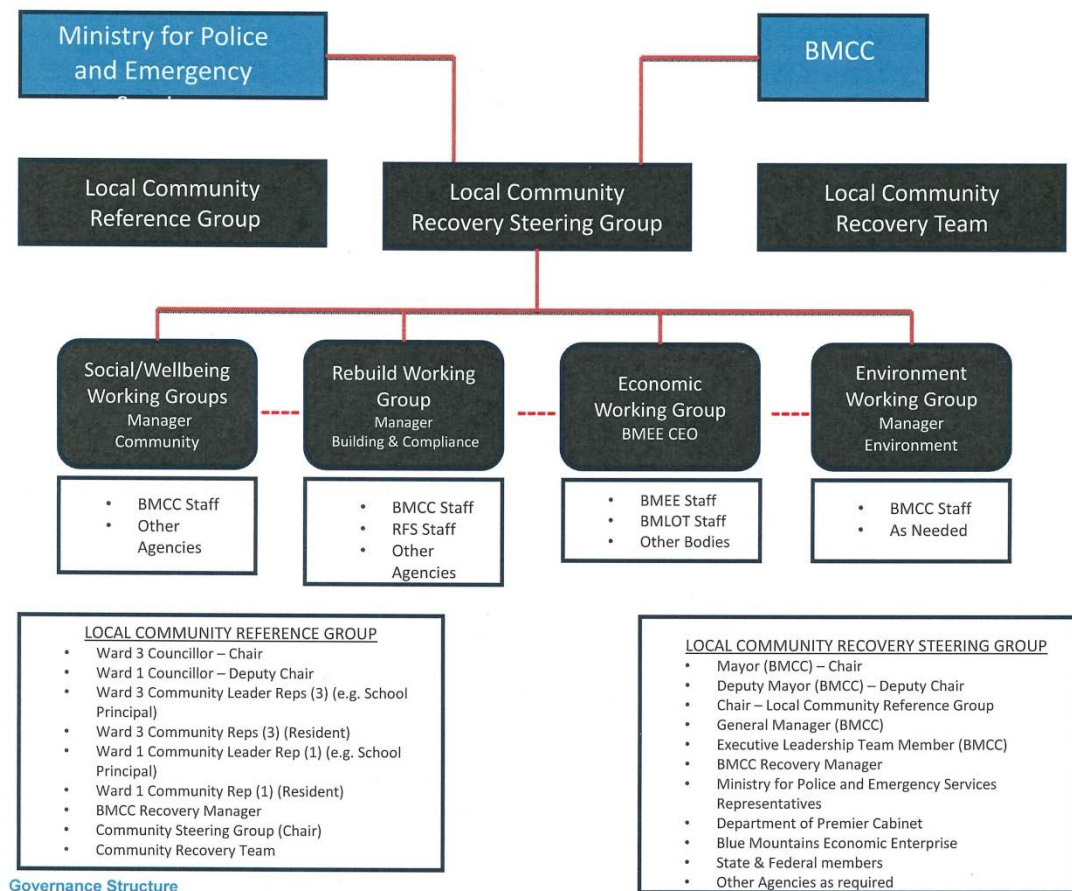 Ministry for Police
and Emergency
BMCC
Local Community
Reference Group
Local Community
Recovery Steering Group
Local Community
Recovery Team
Social/Wellbeing
Working Groups
Manager
Community
Rebuild Working
Group
Manager
Building & Compliance
Economic
Working Group
BMEE CEO
Environment
Working Group
Manager
Environment
• BMCC Staff
• Other
Agencies
• BMCC Staff
• RFS Staff
• Other
Agencies
• BMEE Staff
• BMLOT Staff
• Other Bodies
• BMCC Staff
• As Needed
LOCAL COMMUNITY REFERENCE GROUP
• Ward 3 Councillor – Chair
• Ward 1 Councillor – Deputy Chair
• Ward 3 Community Leader Reps (3) (e.g. School
Principal)
• Ward 3 Community Reps (3) (Resident)
• Ward 1 Community Leader Rep (1) (e.g. School
Principal)
• Ward 1 Community Rep (1) (Resident)
• BMCC Recovery Manager
• Community Steering Group (Chair)
• Community Recovery Team
LOCAL COMMUNITY RECOVERY STEERING GROUP
• Mayor (BMCC) – Chair
• Deputy Mayor (BMCC) – Deputy Chair
• Chair – Local Community Reference Group
• General Manager (BMCC)
• Executive Leadership Team Member (BMCC)
• BMCC Recovery Manager
• Ministry for Police and Emergency Services
Representatives
• Department of Premier Cabinet
• Blue Mountains Economic Enterprise
• State & Federal members
• Other Agencies as required
Governance Structure